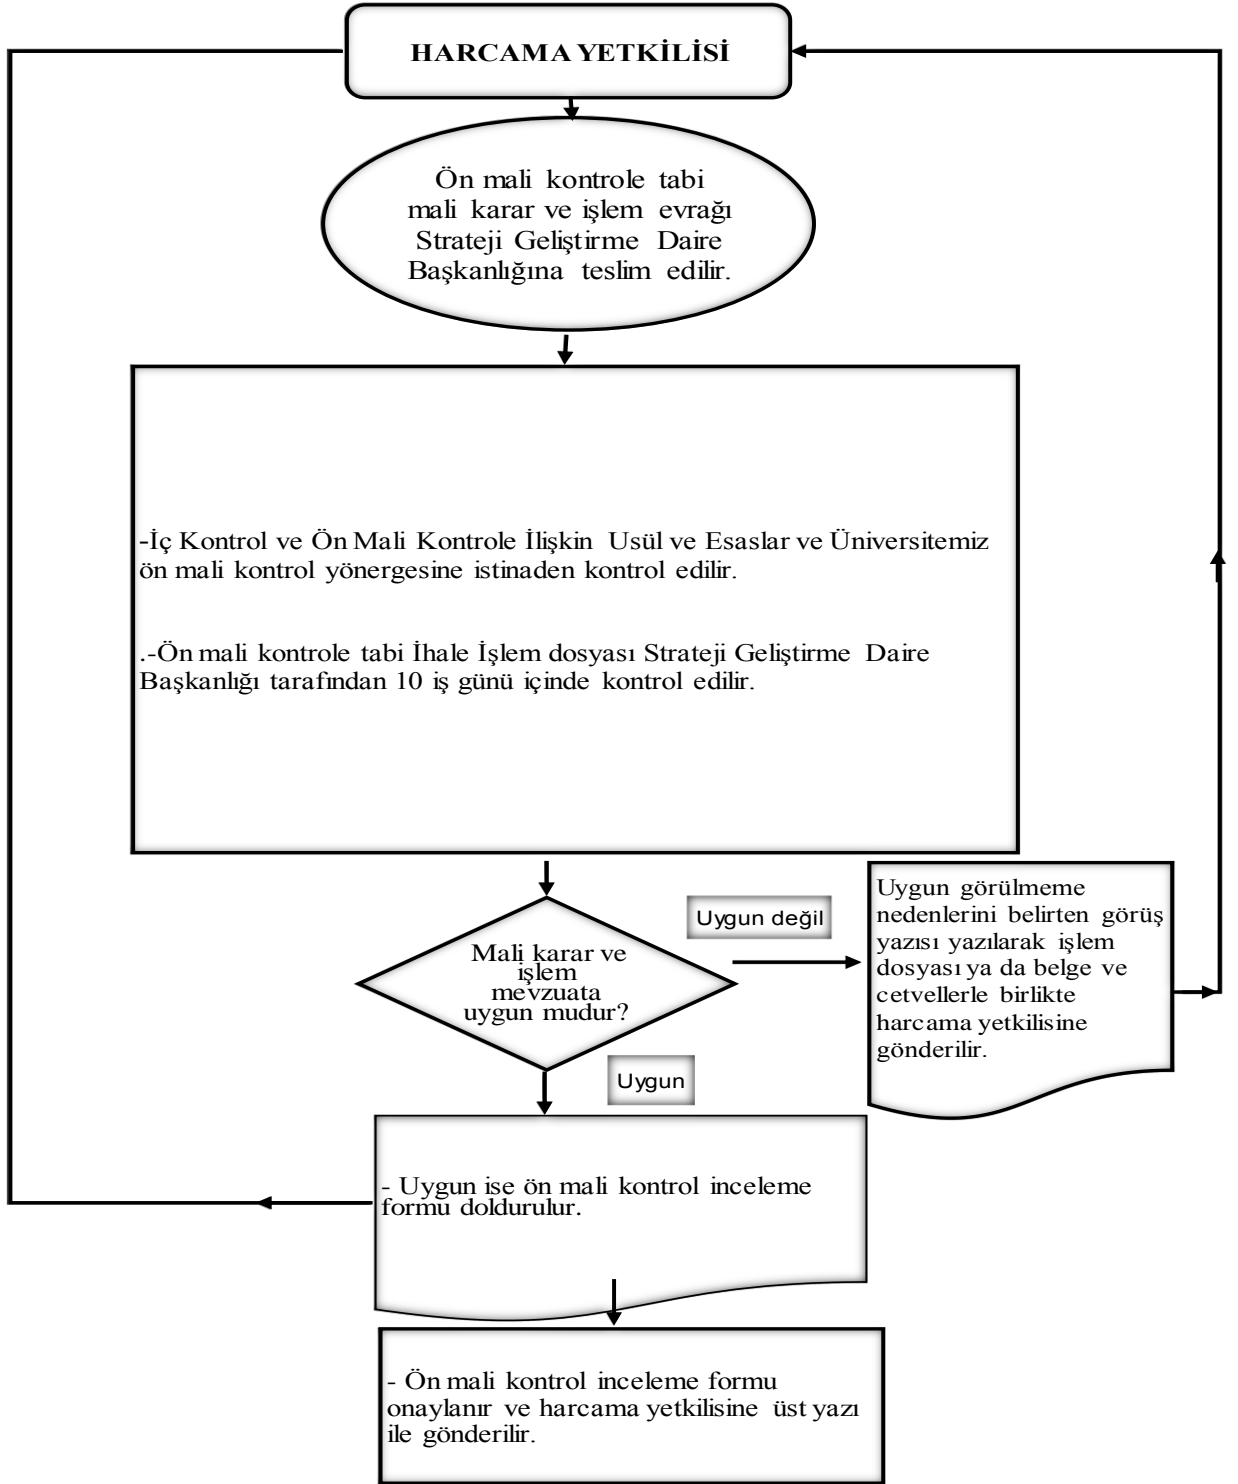 HARCAMA YETKİLİSİ
Ön mali kontrole tabi
mali karar ve işlem evrağı
Strateji Geliştirme Daire
Başkanlığına teslim edilir.
-İç Kontrol ve Ön Mali Kontrole İlişkin Usül ve Esaslar ve Üniversitemiz
ön mali kontrol yönergesine istinaden kontrol edilir.
.-Ön mali kontrole tabi İhale İşlem dosyası Strateji Geliştirme Daire
Başkanlığı tarafından 10 iş günü içinde kontrol edilir.
Mali karar ve
işlem
mevzuata
uygun mudur?
Uygun değil
Uygun görülmeme
nedenlerini belirten görüş
yazısı yazılarak işlem
dosyası ya da belge ve
cetvellerle birlikte
harcama yetkilisine
gönderilir.
Uygun
- Uygun ise ön mali kontrol inceleme
formu doldurulur.
- Ön mali kontrol inceleme formu
onaylanır ve harcama yetkilisine üst yazı
ile gönderilir.